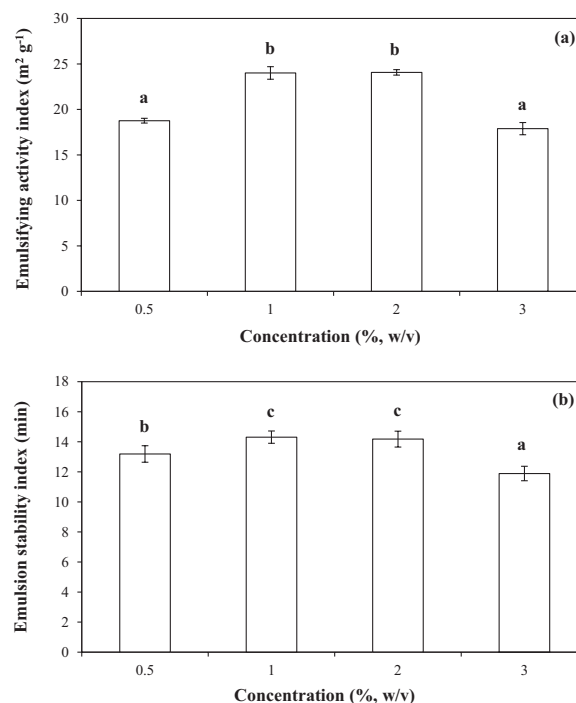 (a)
Emulsifying activity index (m² g⁻¹)
30
25
20
15
10
5
0
a
b
b
a
0.5 1 2 3
Concentration (%, w/v)
(b)
Emulsion stability index (min)
18
16
14
12
10
8
6
4
2
0
b
c
c
a
0.5 1 2 3
Concentration (%, w/v)